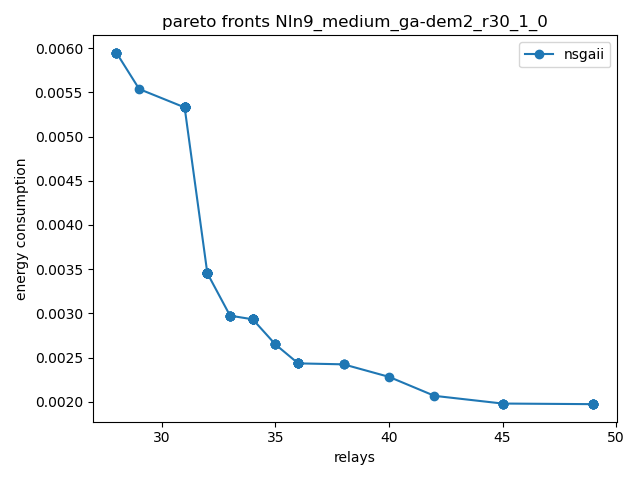 pareto fronts NIn9_medium_ga-dem2_r30_1_0
nsgaii
0.0060
0.0055
0.0050
0.0045
0.0040
0.0035
0.0030
0.0025
0.0020
energy consumption
30 35 40 45 50
relays